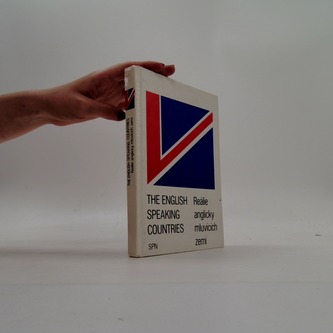 THE ENGLISH
SPEAKING
COUNTRIES
Reálie
anglicky
mluvících
zemí
SPN